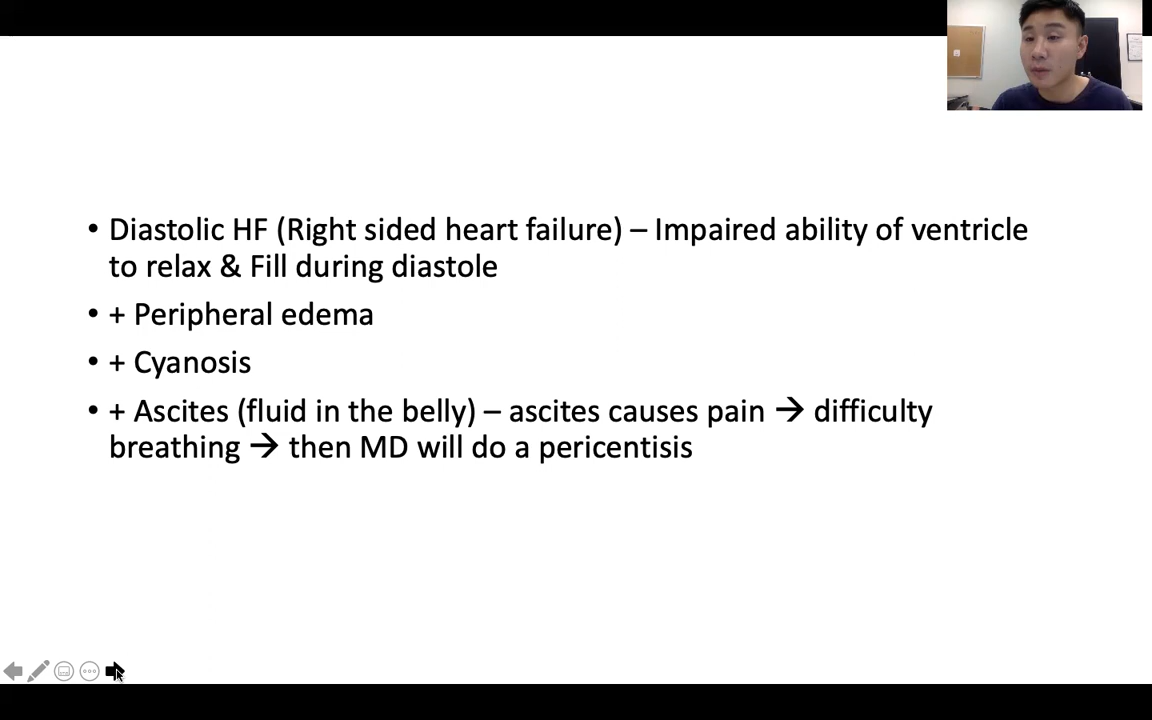 • Diastolic HF (Right sided heart failure) – Impaired ability of ventricle
to relax & Fill during diastole
• + Peripheral edema
• + Cyanosis
• + Ascites (fluid in the belly) – ascites causes pain → difficulty
breathing → then MD will do a pericentisis